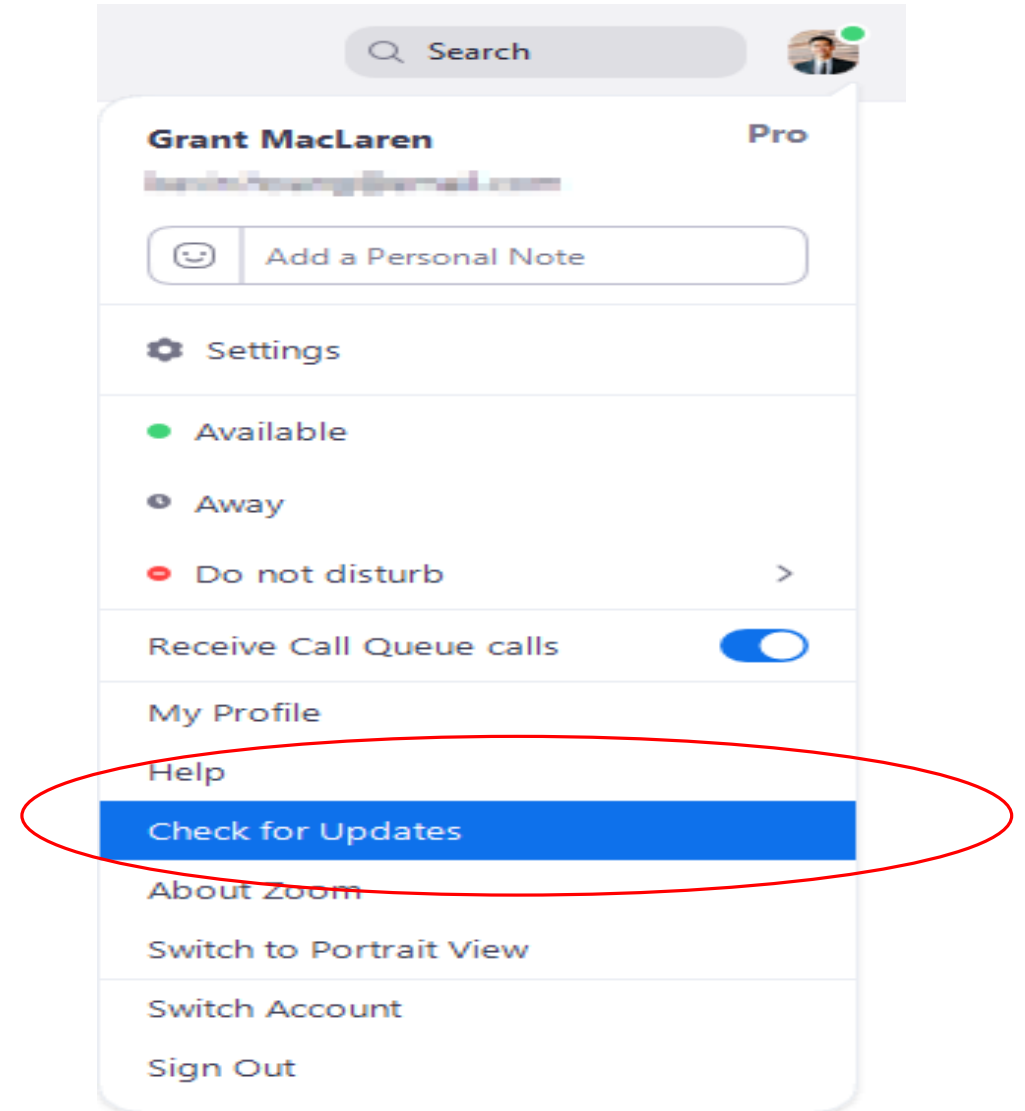 Search
Grant MacLaren Pro
Add a Personal Note
Settings
Available
Away
Do not disturb
Receive Call Queue calls
My Profile
Help
Check for Updates
About Zoom
Switch to Portrait View
Switch Account
Sign Out